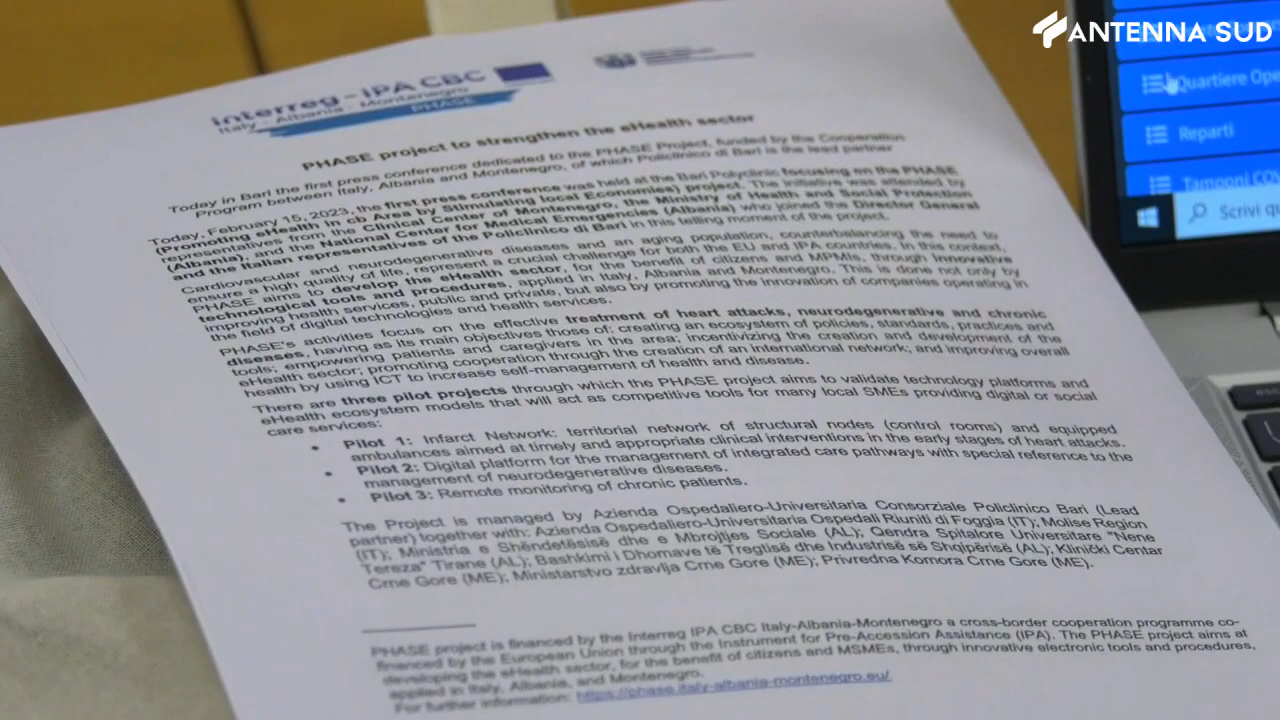 ANTENNA SUD
interreg - IPA CBC
Italy - Albania - Montenegro
PHASE
PHASE project to strengthen the eHealth sector
Today in Bari the first press conference dedicated to the PHASE Project, funded by the Cooperation
Program between Italy, Albania and Montenegro, of which Policlinico di Bari is the lead partner
Today, February 15, 2023, the first press conference was held at the Bari Polyclinic focusing on the PHASE
(Promoting eHealth in cb Area by Stimulating local Economies) project. The initiative was attended by
representatives from the Clinical Center of Montenegro, the Ministry of Health and Social Protection
(Albania), and the National Center for Medical Emergencies (Albania) who joined the Director General
and the Italian representatives of the Policlinico di Bari in this telling moment of the project.
Cardiovascular and neurodegenerative diseases and an aging population, counterbalancing the need to
ensure a high quality of life, represent a crucial challenge for both the EU and IPA countries. In this context,
PHASE aims to develop the eHealth sector, for the benefit of citizens and MPMIs, through innovative
technological tools and procedures, applied in Italy, Albania and Montenegro. This is done not only by
improving health services, public and private, but also by promoting the innovation of companies operating in
the field of digital technologies and health services.
PHASE's activities focus on the effective treatment of heart attacks, neurodegenerative and chronic
diseases, having as its main objectives those of: creating an ecosystem of policies, standards, practices and
tools; empowering patients and caregivers in the area; incentivizing the creation and development of the
eHealth sector; promoting cooperation through the creation of an international network; and improving overall
health by using ICT to increase self-management of health and disease.
There are three pilot projects through which the PHASE project aims to validate technology platforms and
eHealth ecosystem models that will act as competitive tools for many local SMEs providing digital or social
care services:
• Pilot 1: Infarct Network: territorial network of structural nodes (control rooms) and equipped
ambulances aimed at timely and appropriate clinical interventions in the early stages of heart attacks.
• Pilot 2: Digital platform for the management of integrated care pathways with special reference to the
management of neurodegenerative diseases.
• Pilot 3: Remote monitoring of chronic patients.
The Project is managed by Azienda Ospedaliero-Universitaria Consorziale Policlinico Bari (Lead
partner) together with: Azienda Ospedaliero-Universitaria Ospedali Riuniti di Foggia (IT); Molise Region
(IT); Ministria e Shëndetësisë dhe e Mbrojtjes Sociale (AL); Qendra Spitalore Universitare "Nene
Tereza" Tirane (AL); Bashkimi i Dhomave të Tregtisë dhe Industrisë së Shqipërisë (AL); Klinički Centar
Crne Gore (ME); Ministarstvo zdravlja Crne Gore (ME); Privredna Komora Crne Gore (ME).
PHASE project is financed by the Interreg IPA CBC Italy-Albania-Montenegro a cross-border cooperation programme co-
financed by the European Union through the Instrument for Pre-Accession Assistance (IPA). The PHASE project aims at
developing the eHealth sector, for the benefit of citizens and MSMEs, through innovative electronic tools and procedures,
applied in Italy, Albania, and Montenegro.
For further information: https://phase.italy-albania-montenegro.eu/
Quartiere Ope
Reparti
Tamponi COV
Scrivi qu